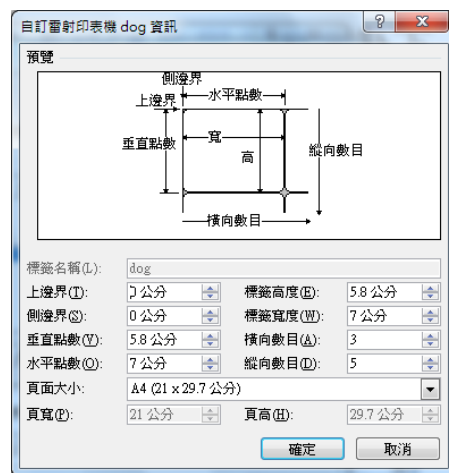 自訂雷射印表機 dog 資訊
預覽
側邊界
上邊界 水平點數
垂直點數 寬 高 縱向數目
橫向數目
標籤名稱(L): dog
上邊界(T): 公分 標籤高度(E): 5.8 公分
側邊界(S): 0 公分 標籤寬度(W): 7 公分
垂直點數(V): 5.8 公分 橫向數目(A): 3
水平點數(O): 7 公分 縱向數目(D): 5
頁面大小: A4 (21 x 29.7 公分)
頁寬(P): 21 公分 頁高(H): 29.7 公分
確定 取消